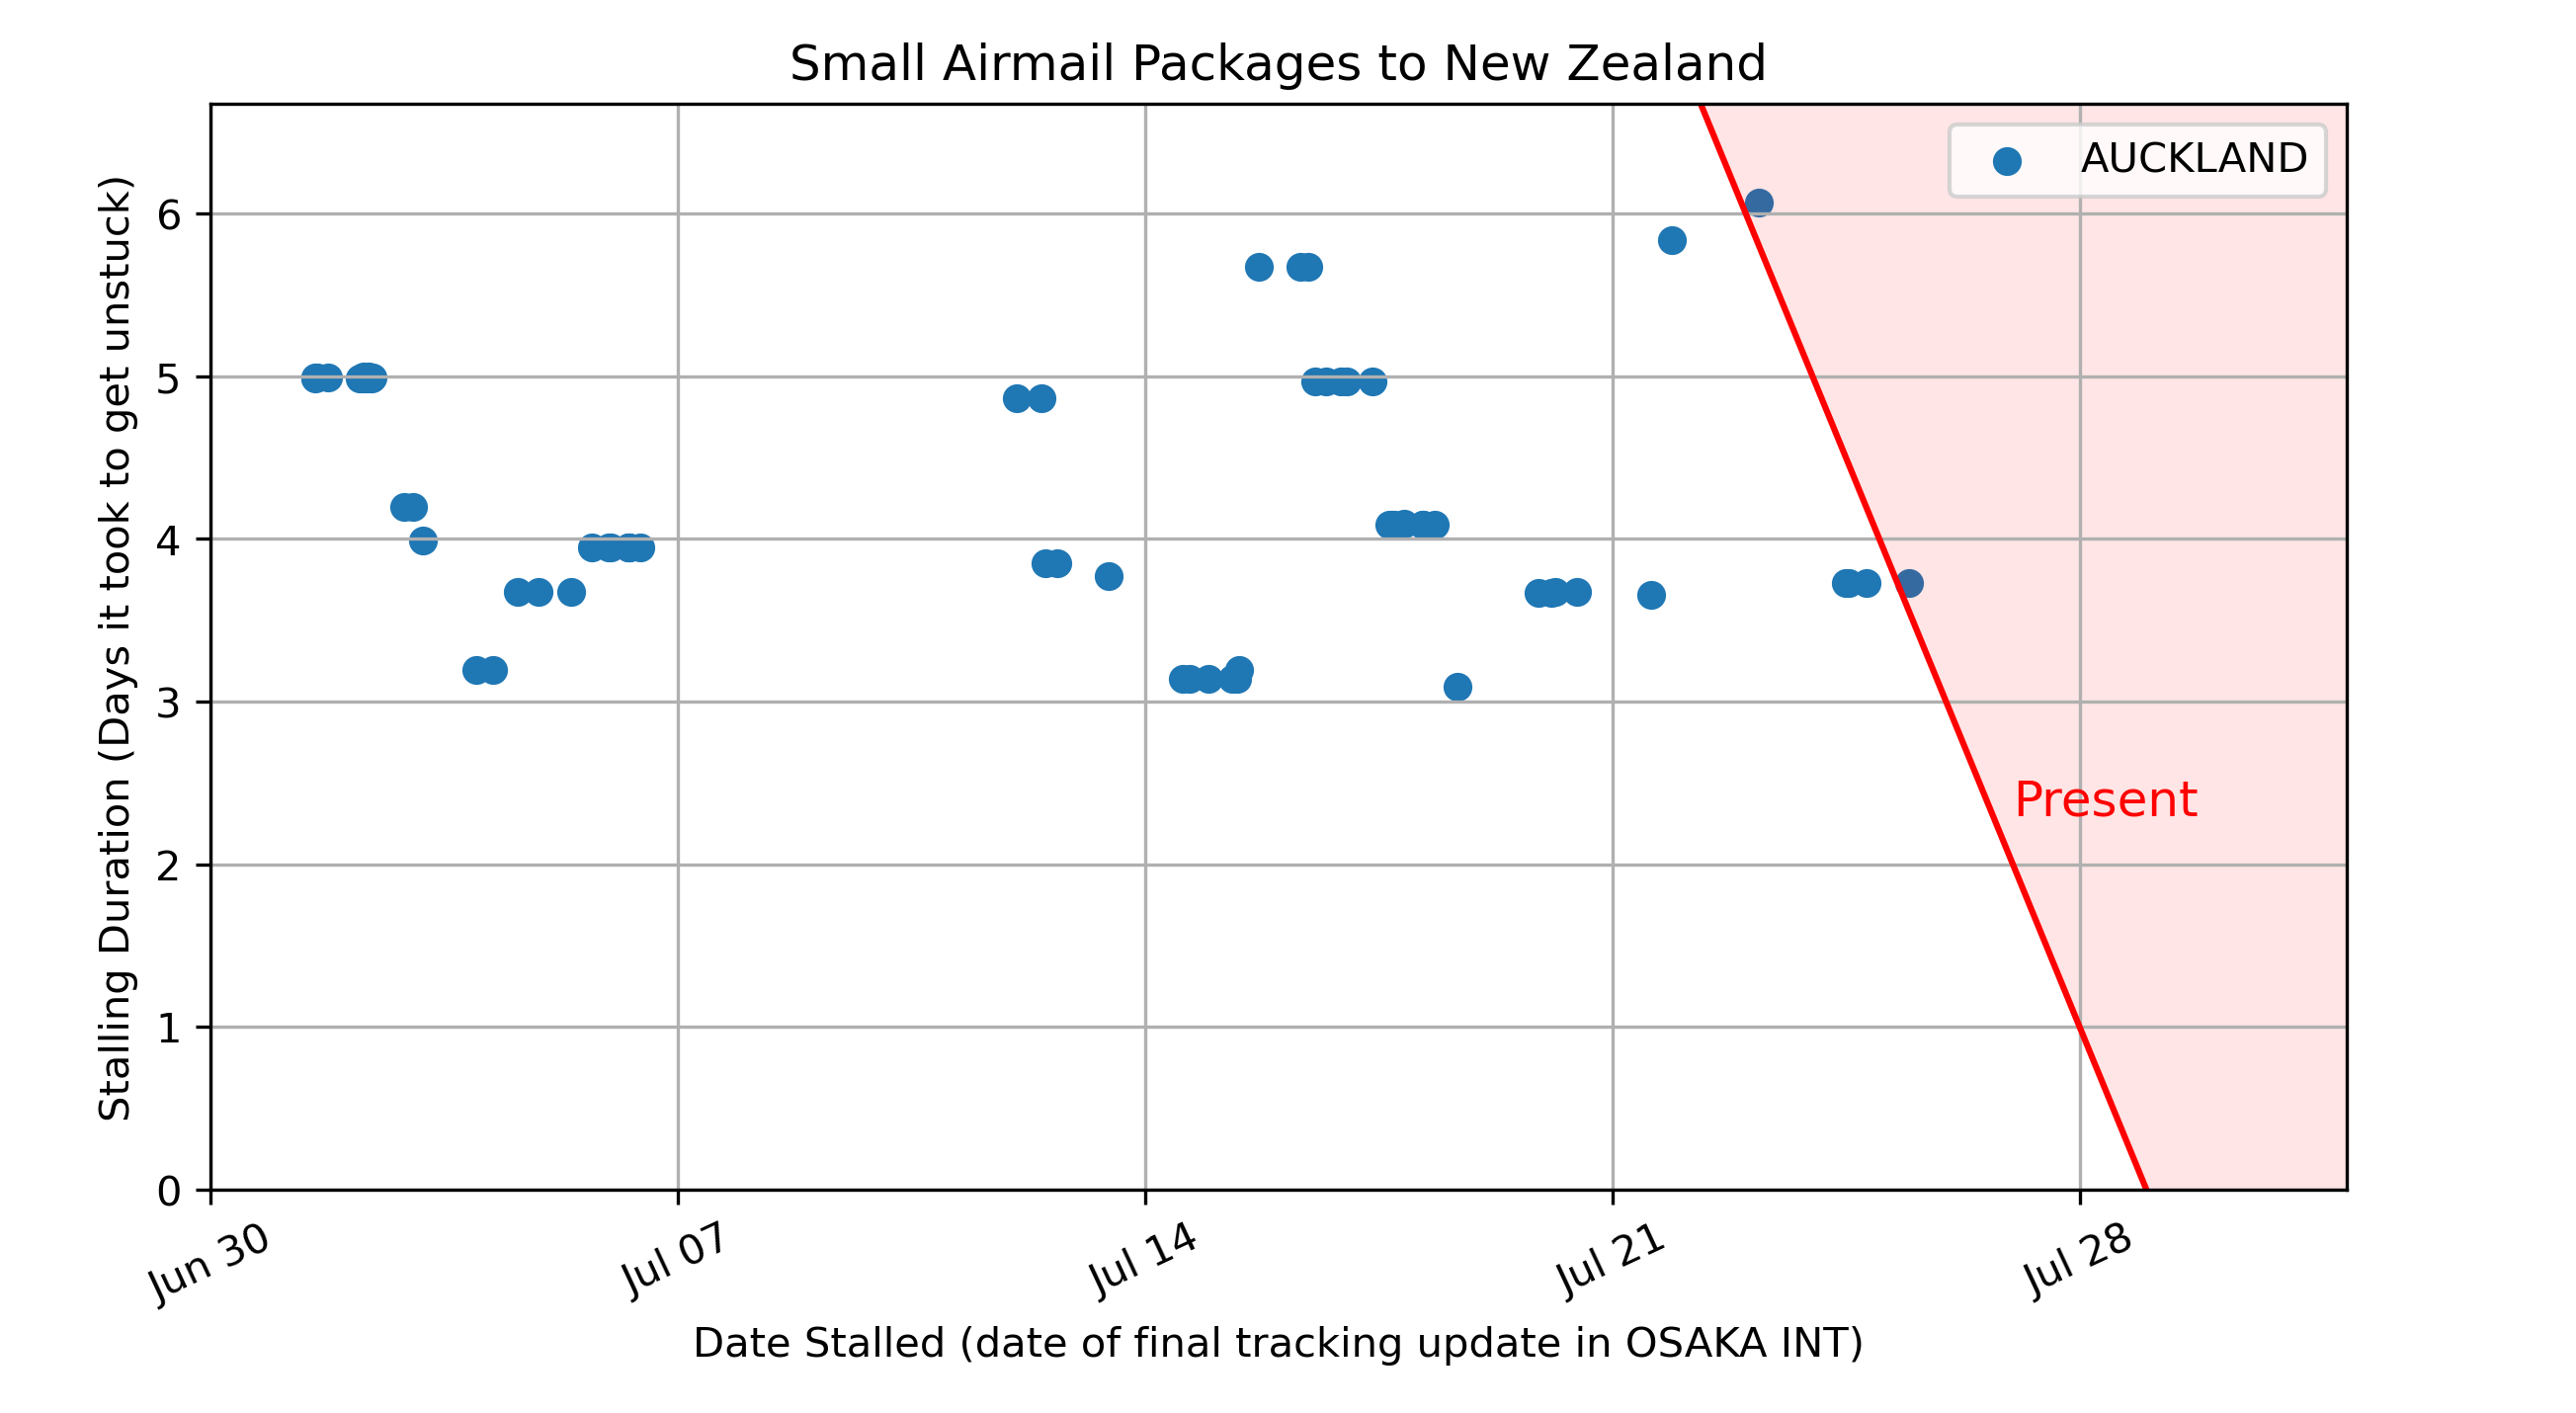 Small Airmail Packages to New Zealand
AUCKLAND
Stalling Duration (Days it took to get unstuck)
6
5
4
3
2
1
0
Present
Jun 30
Jul 07
Jul 14
Jul 21
Jul 28
Date Stalled (date of final tracking update in OSAKA INT)